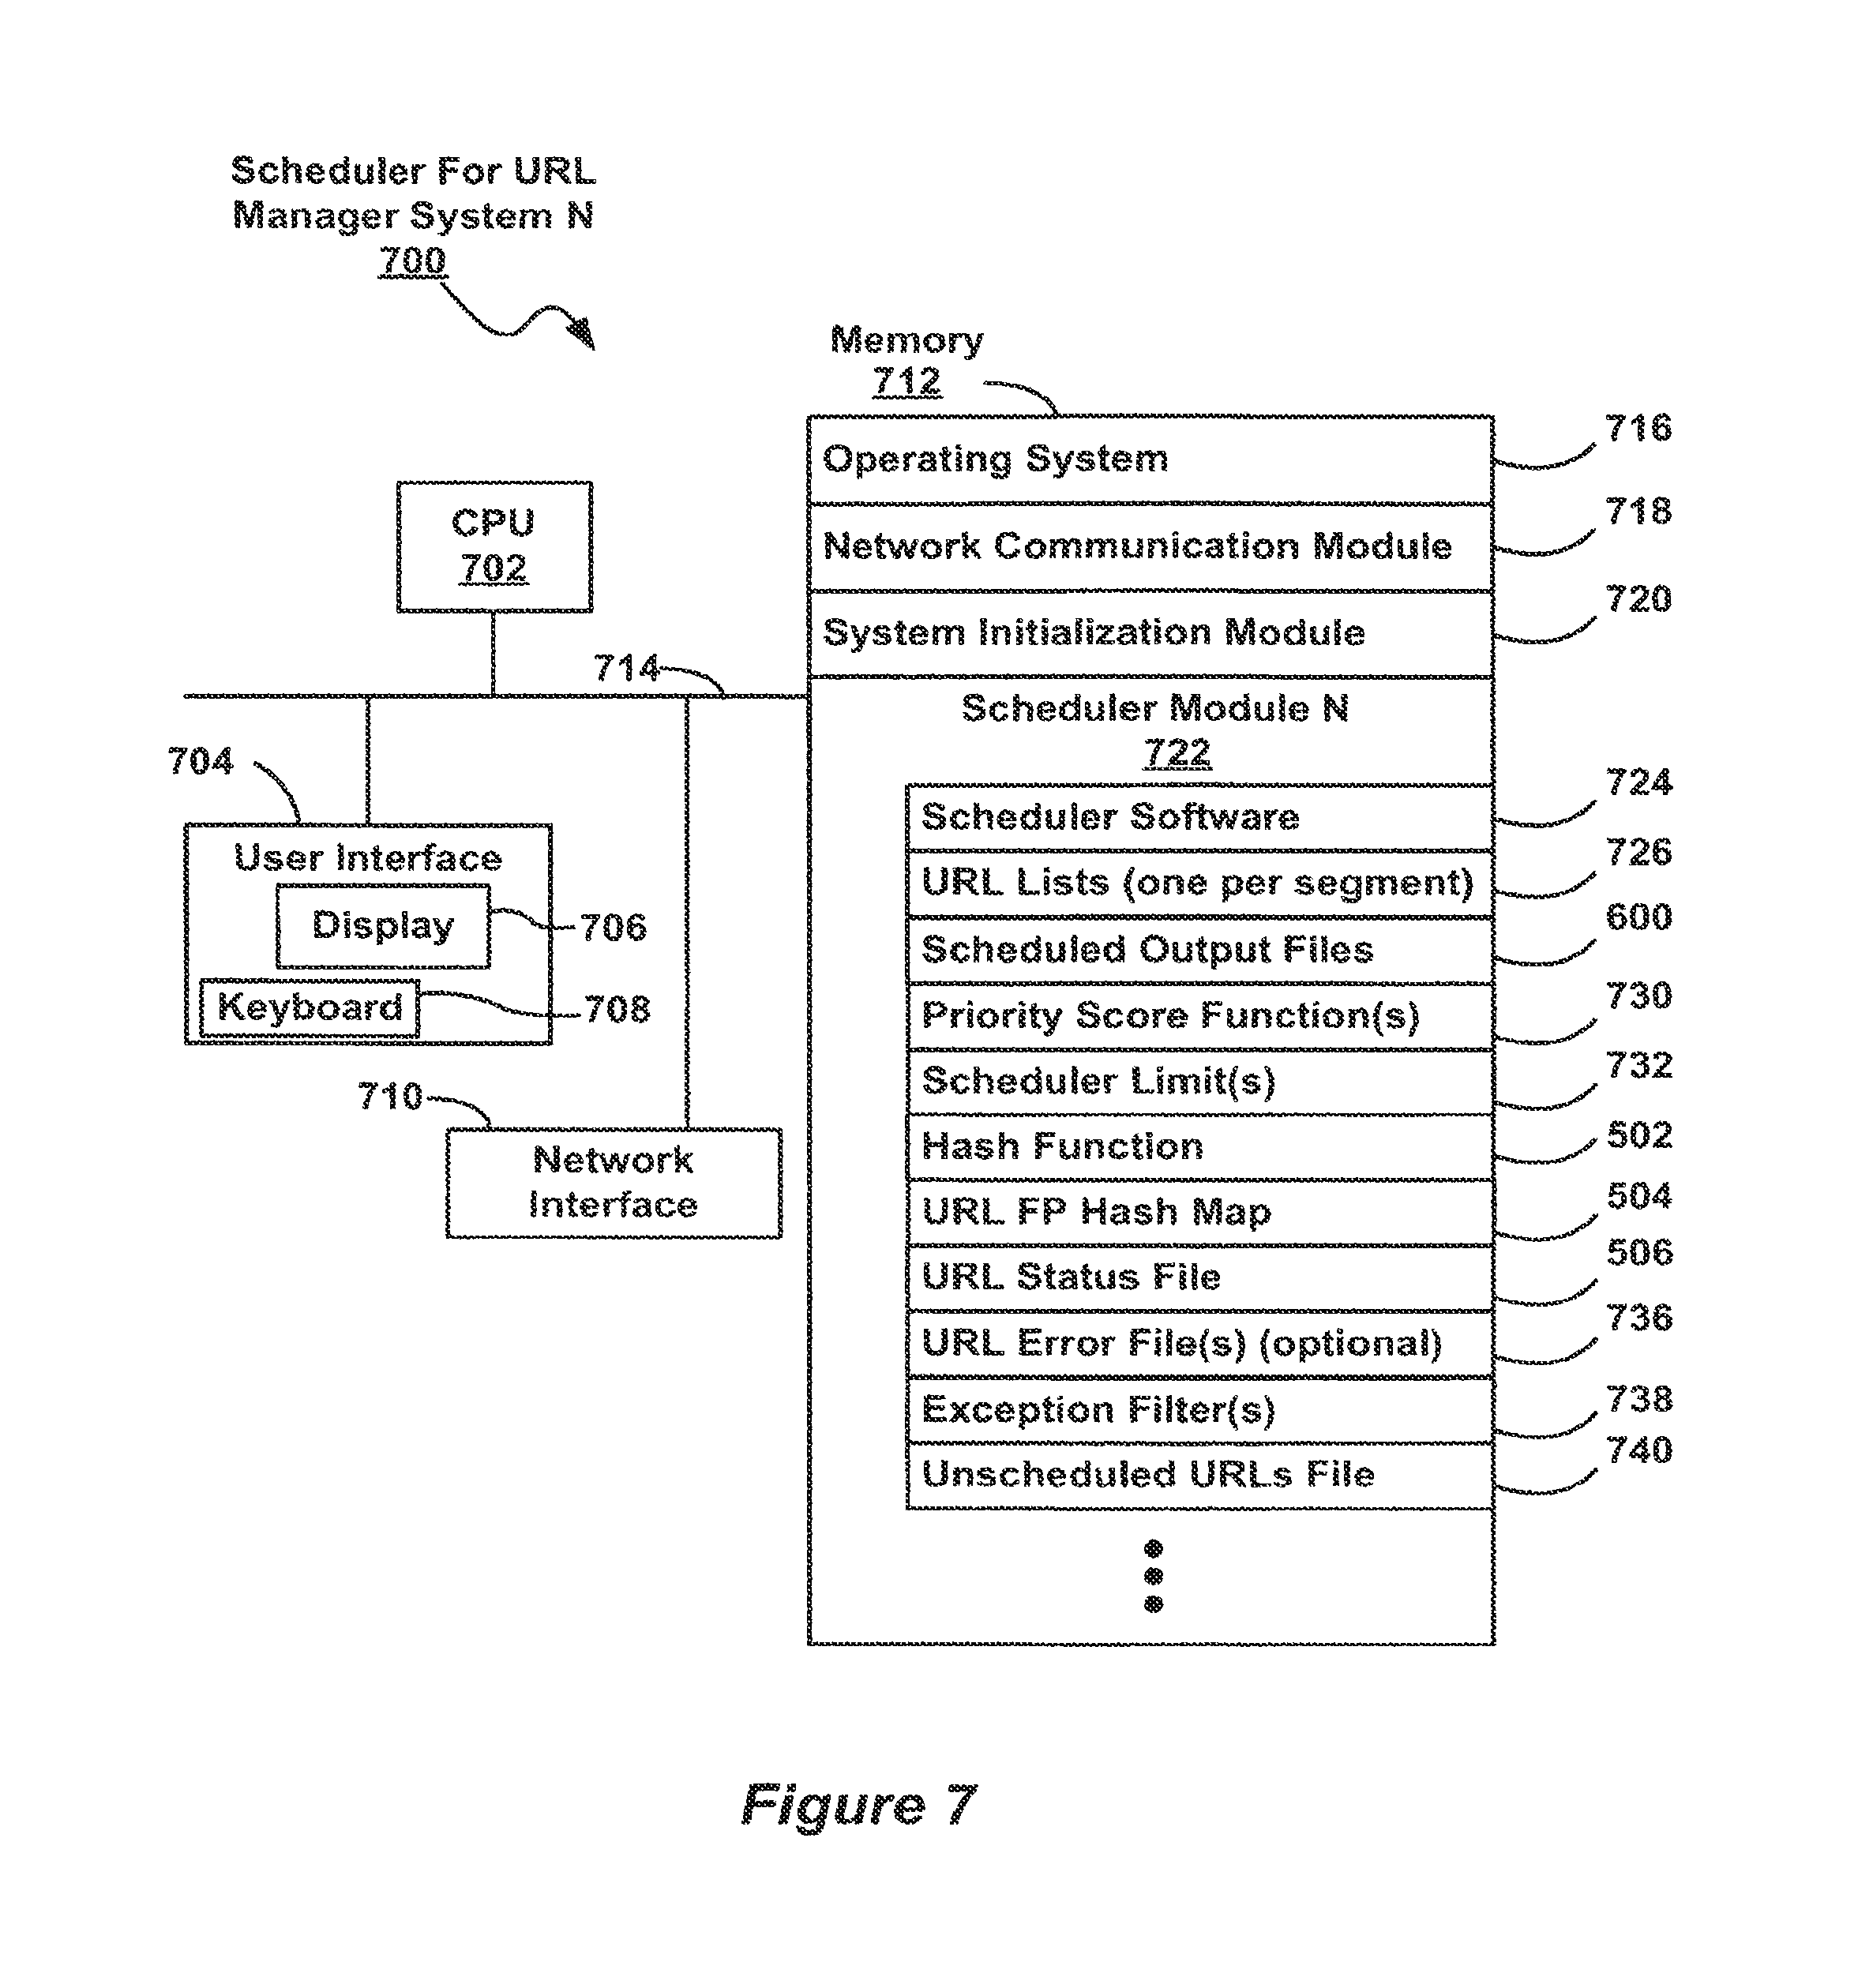 Scheduler For URL
Manager System N
700
Memory
712
Operating System
716
Network Communication Module
718
System Initialization Module
720
CPU
702
714
Scheduler Module N
722
704
User Interface
Display
706
Keyboard
708
710
Network
Interface
Scheduler Software
724
URL Lists (one per segment)
726
Scheduled Output Files
600
Priority Score Function(s)
730
Scheduler Limit(s)
732
Hash Function
502
URL FP Hash Map
504
URL Status File
506
URL Error File(s) (optional)
736
Exception Filter(s)
738
Unscheduled URLs File
740
Figure 7